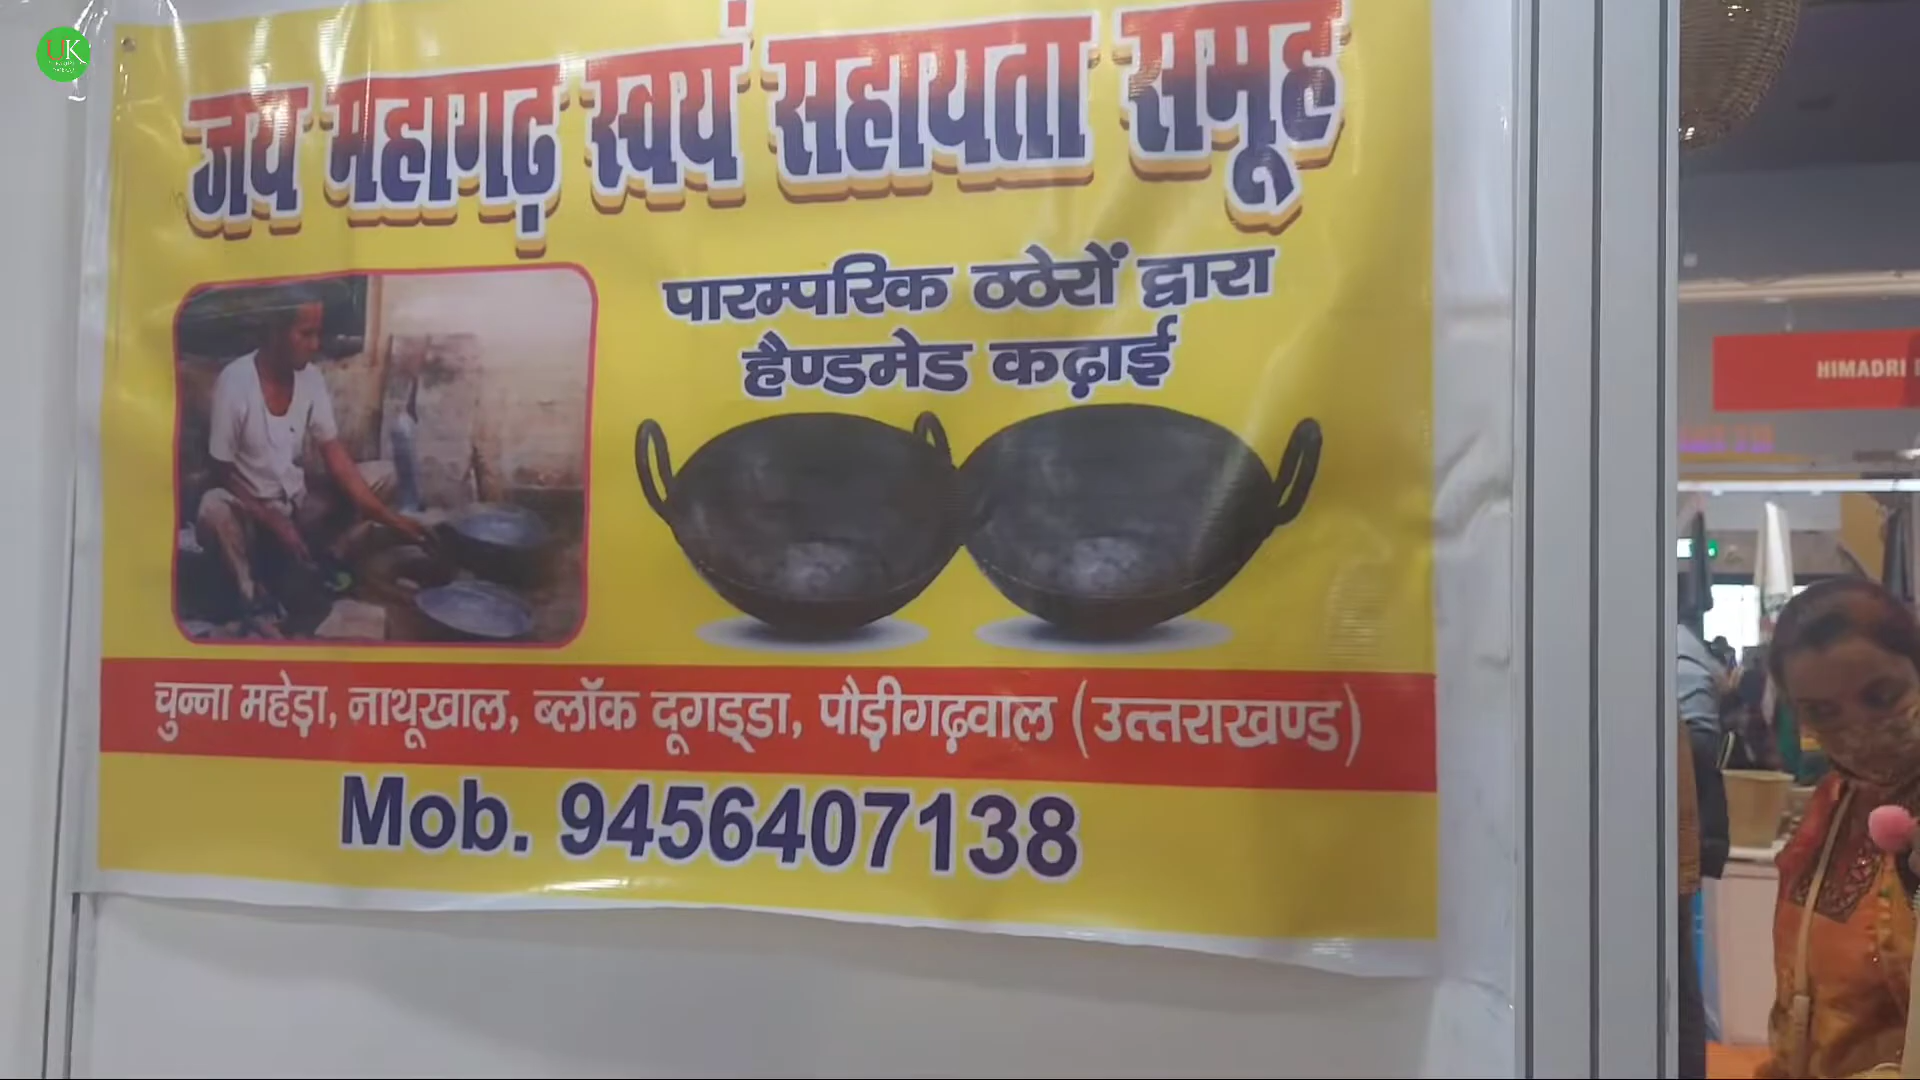 UK
जय महागढ़ स्वयं सहायता समूह
पारम्परिक ठठेरों द्वारा
हैण्डमेड कढ़ाई
चुन्ना महेड़ा, नाथूखाल, ब्लॉक दूगड्डा, पौड़ीगढ़वाल (उत्तराखण्ड)
Mob. 9456407138
HIMADRI